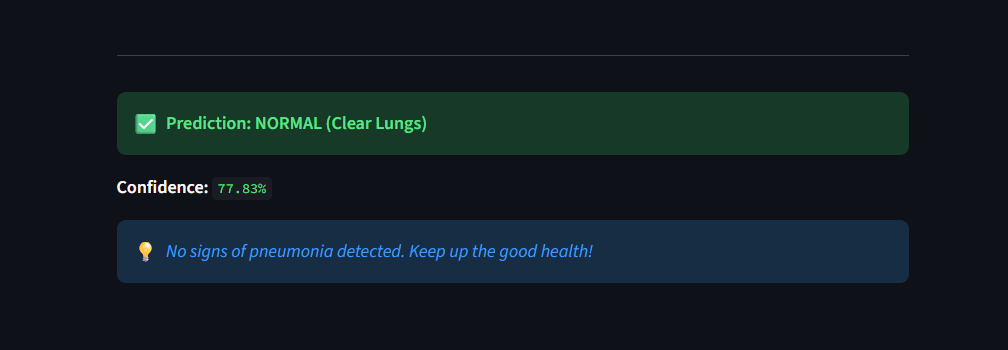 ✅ Prediction: NORMAL (Clear Lungs)
Confidence: 77.83%
💡 No signs of pneumonia detected. Keep up the good health!